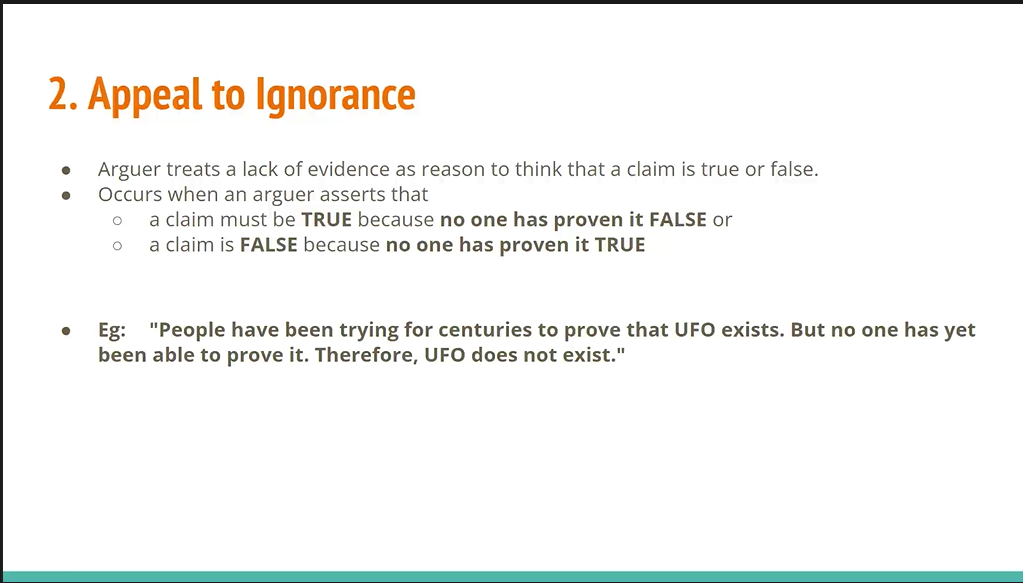 2. Appeal to Ignorance
● Arguer treats a lack of evidence as reason to think that a claim is true or false.
● Occurs when an arguer asserts that
○ a claim must be TRUE because no one has proven it FALSE or
○ a claim is FALSE because no one has proven it TRUE
● Eg: "People have been trying for centuries to prove that UFO exists. But no one has yet
been able to prove it. Therefore, UFO does not exist."